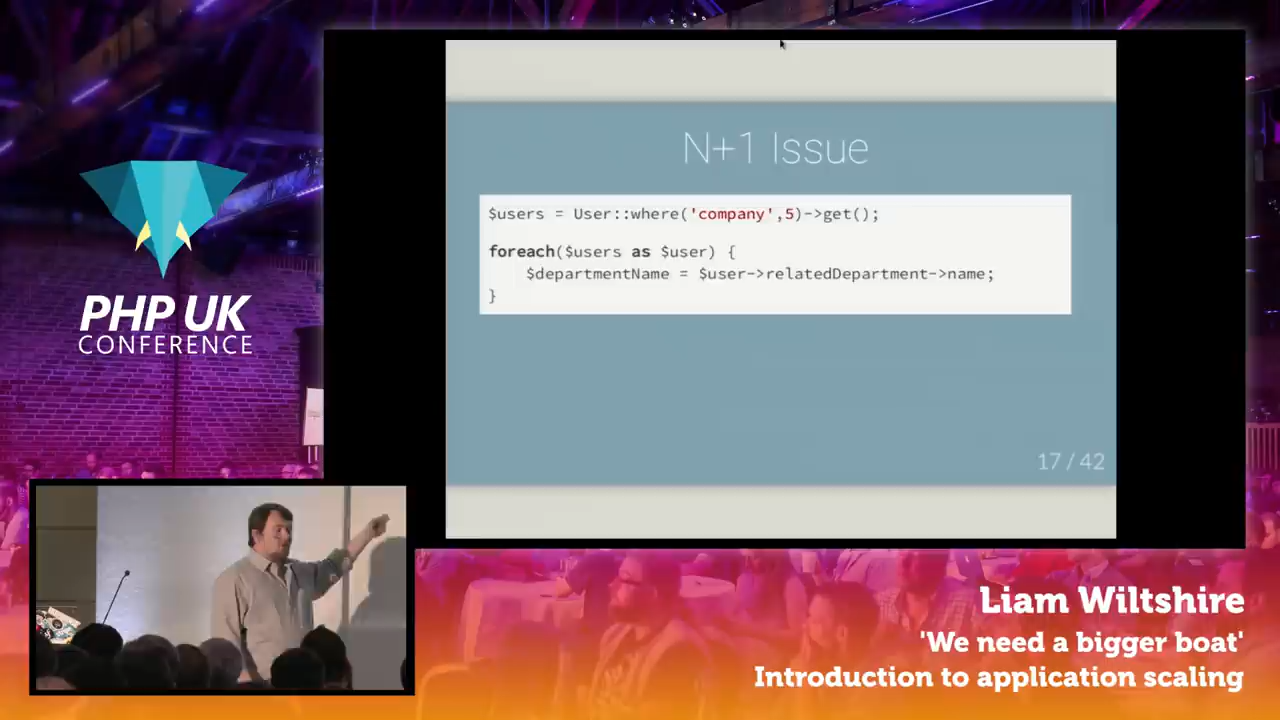 PHP UK
CONFERENCE
N+1 Issue
$users = User::where('company',5)->get();
foreach($users as $user) {
$departmentName = $user->relatedDepartment->name;
}
17 / 42
Liam Wiltshire
'We need a bigger boat'
Introduction to application scaling